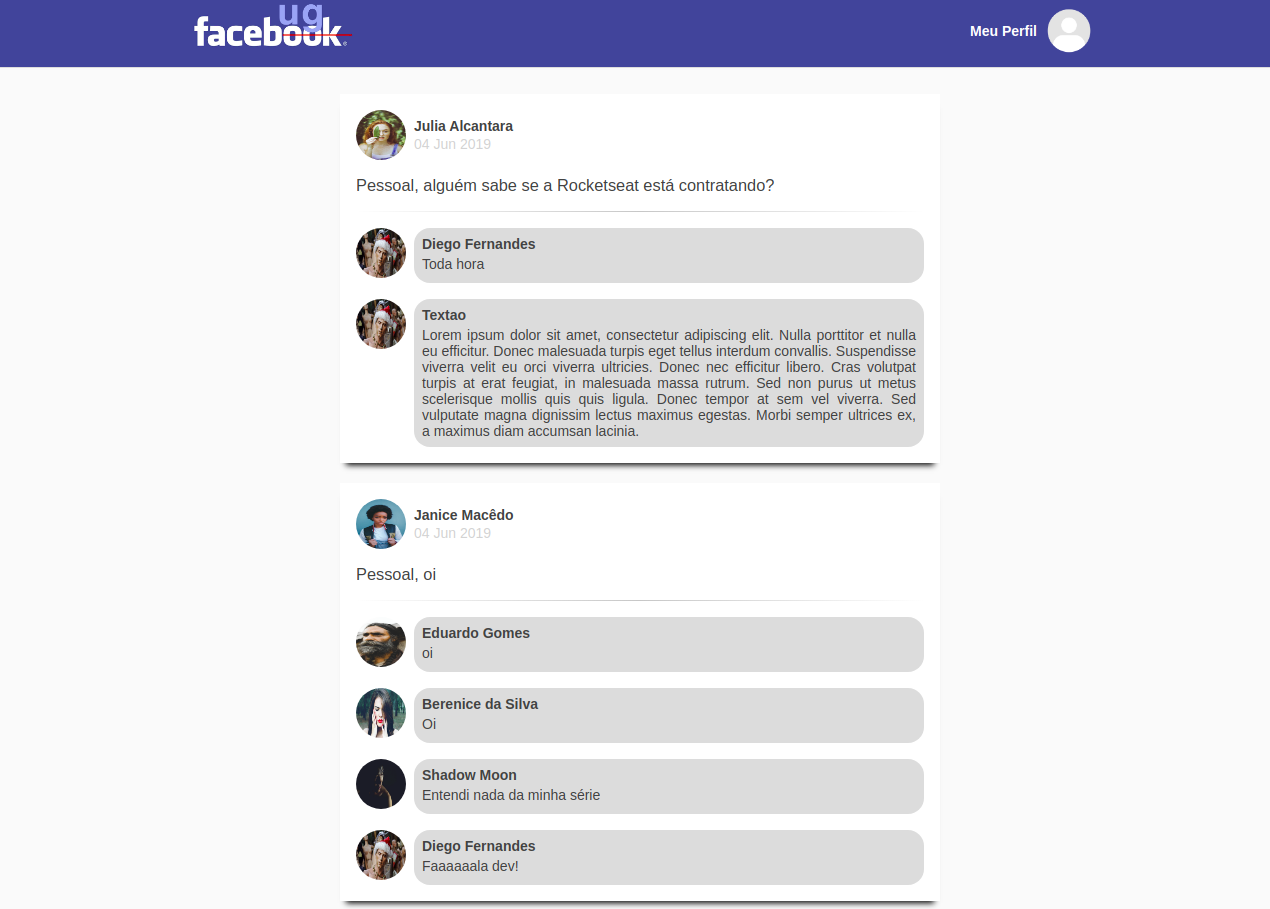 ug
facebook®
Meu Perfil
Julia Alcantara
04 Jun 2019
Pessoal, alguém sabe se a Rocketseat está contratando?
Diego Fernandes
Toda hora
Textao
Lorem ipsum dolor sit amet, consectetur adipiscing elit. Nulla porttitor et nulla
eu efficitur. Donec malesuada turpis eget tellus interdum convallis. Suspendisse
viverra velit eu orci viverra ultricies. Donec nec efficitur libero. Cras volutpat
turpis at erat feugiat, in malesuada massa rutrum. Sed non purus ut metus
scelerisque mollis quis quis ligula. Donec tempor at sem vel viverra. Sed
vulputate magna dignissim lectus maximus egestas. Morbi semper ultrices ex,
a maximus diam accumsan lacinia.
Janice Macêdo
04 Jun 2019
Pessoal, oi
Eduardo Gomes
oi
Berenice da Silva
Oi
Shadow Moon
Entendi nada da minha série
Diego Fernandes
Faaaaaala dev!